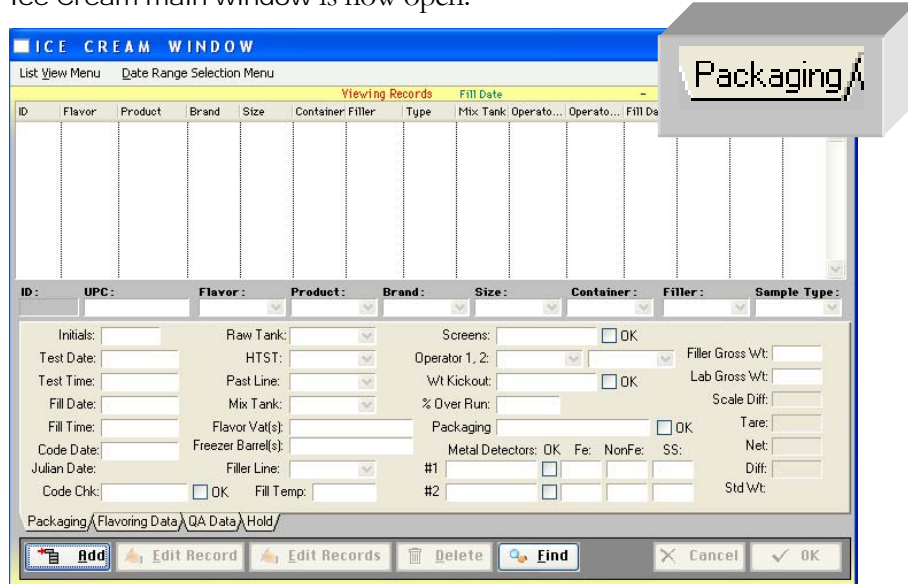 Ice Cream main window is now open.
ICE CREAM WINDOW
Packaging
List View Menu Date Range Selection Menu
Viewing Records Fill Date -
ID Flavor Product Brand Size Container Filler Type Mix Tank Operato... Operato... Fill Da
ID: UPC: Flavor: Product: Brand: Size: Container: Filler: Sample Type:
Initials: Raw Tank: Screens: OK
Test Date: HTST: Operator 1, 2: Filler Gross Wt:
Test Time: Past Line: Wt Kickout: OK Lab Gross Wt:
Fill Date: Mix Tank: % Over Run: Scale Diff:
Fill Time: Flavor Vat(s): Packaging OK Tare:
Code Date: Freezer Barrel(s): Metal Detectors: OK Fe: NonFe: SS: Net:
Julian Date: Filler Line: #1 Diff:
Code Chk: OK Fill Temp: #2 Std Wt:
Packaging Flavoring Data QA Data Hold
Add Edit Record Edit Records Delete Find Cancel OK